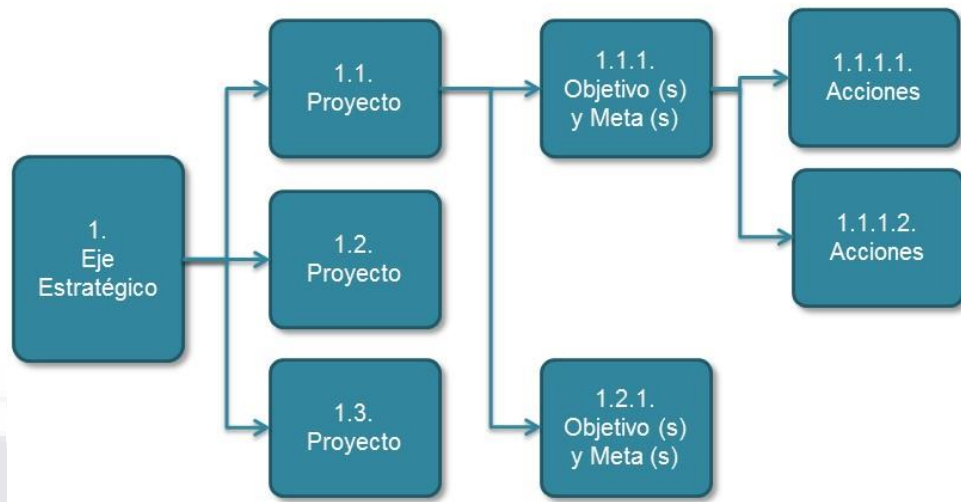 1.
Eje
Estratégico
1.1.
Proyecto
1.2.
Proyecto
1.3.
Proyecto
1.1.1.
Objetivo (s)
y Meta (s)
1.2.1.
Objetivo (s)
y Meta (s)
1.1.1.1.
Acciones
1.1.1.2.
Acciones